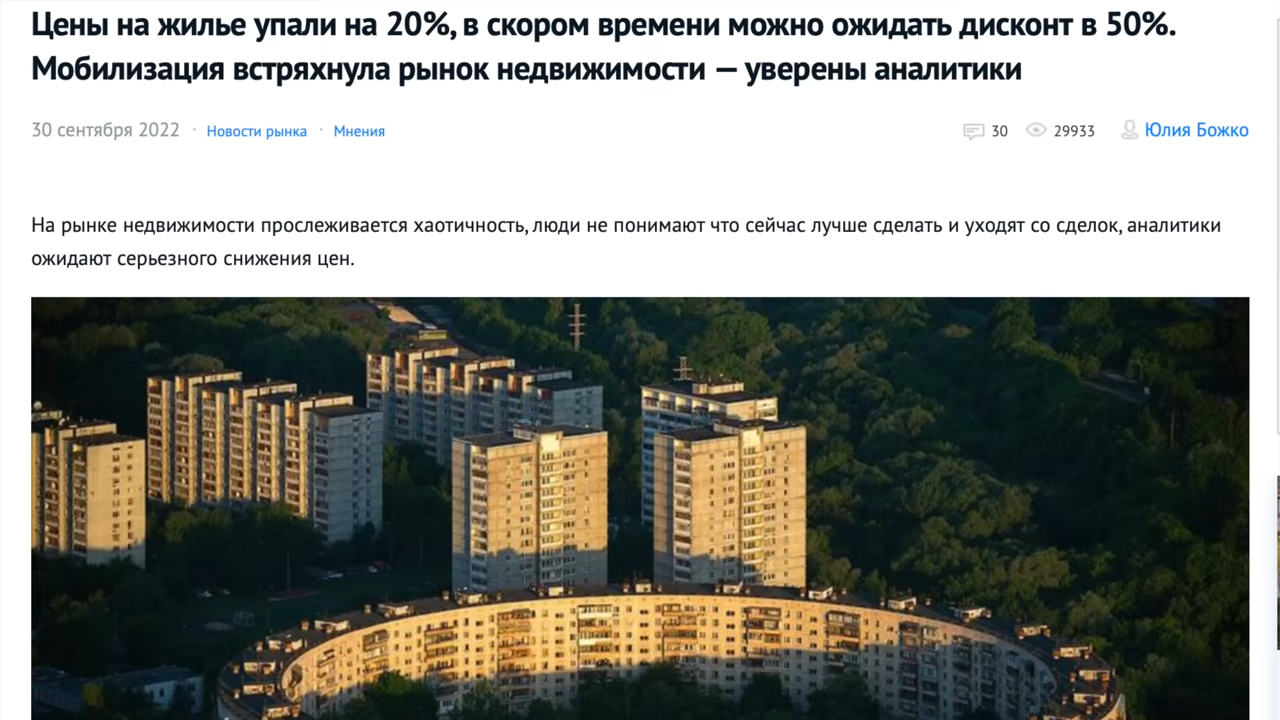 Цены на жилье упали на 20%, в скором времени можно ожидать дисконт в 50%.
Мобилизация встряхнула рынок недвижимости — уверены аналитики
30 сентября 2022 · Новости рынка · Мнения 30 29933 Юлия Божко
На рынке недвижимости прослеживается хаотичность, люди не понимают что сейчас лучше сделать и уходят со сделок, аналитики
ожидают серьезного снижения цен.